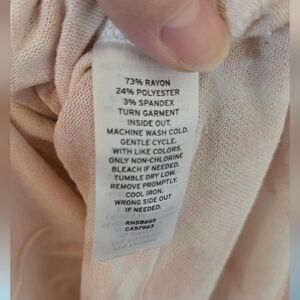 73% RAYON
24% POLYESTER
3% SPANDEX
TURN GARMENT
INSIDE OUT.
MACHINE WASH COLD.
GENTLE CYCLE.
WITH LIKE COLORS.
ONLY NON-CHLORINE
BLEACH IF NEEDED.
TUMBLE DRY LOW.
REMOVE PROMPTLY.
COOL IRON.
WRONG SIDE OUT
IF NEEDED.
RN58665
CA57963